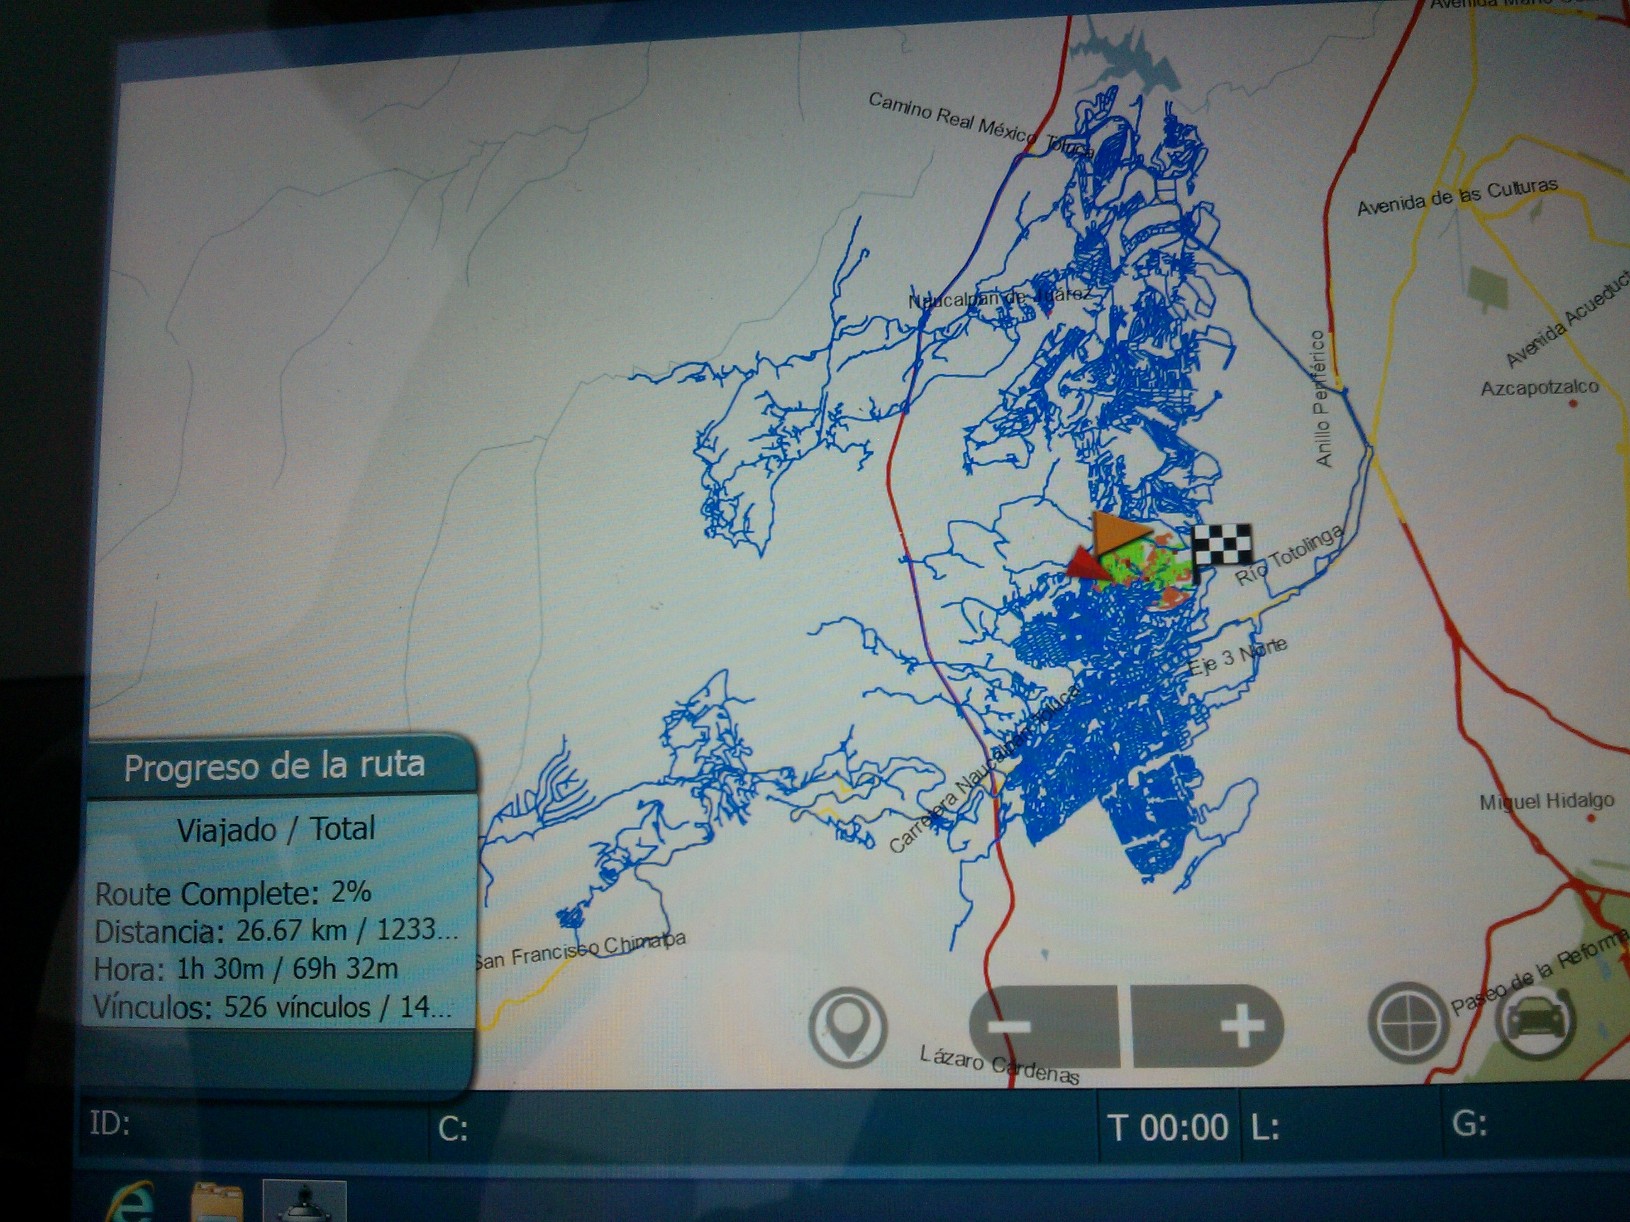 Camino Real México Toluca
Avenida de las Culturas
Naucalpan de Juárez
Anillo Periférico
Azcapotzalco
Río Totolinga
Eje 3 Norte
Carretera Naucalpan Toluca
Progreso de la ruta
Viajado / Total
Route Complete: 2%
Distancia: 26.67 km / 1233...
Hora: 1h 30m / 69h 32m
Vínculos: 526 vínculos / 14...
Miguel Hidalgo
San Francisco Chimalpa
Paseo de la Reforma
Lázaro Cárdenas
ID:
C:
T 00:00
L:
G: